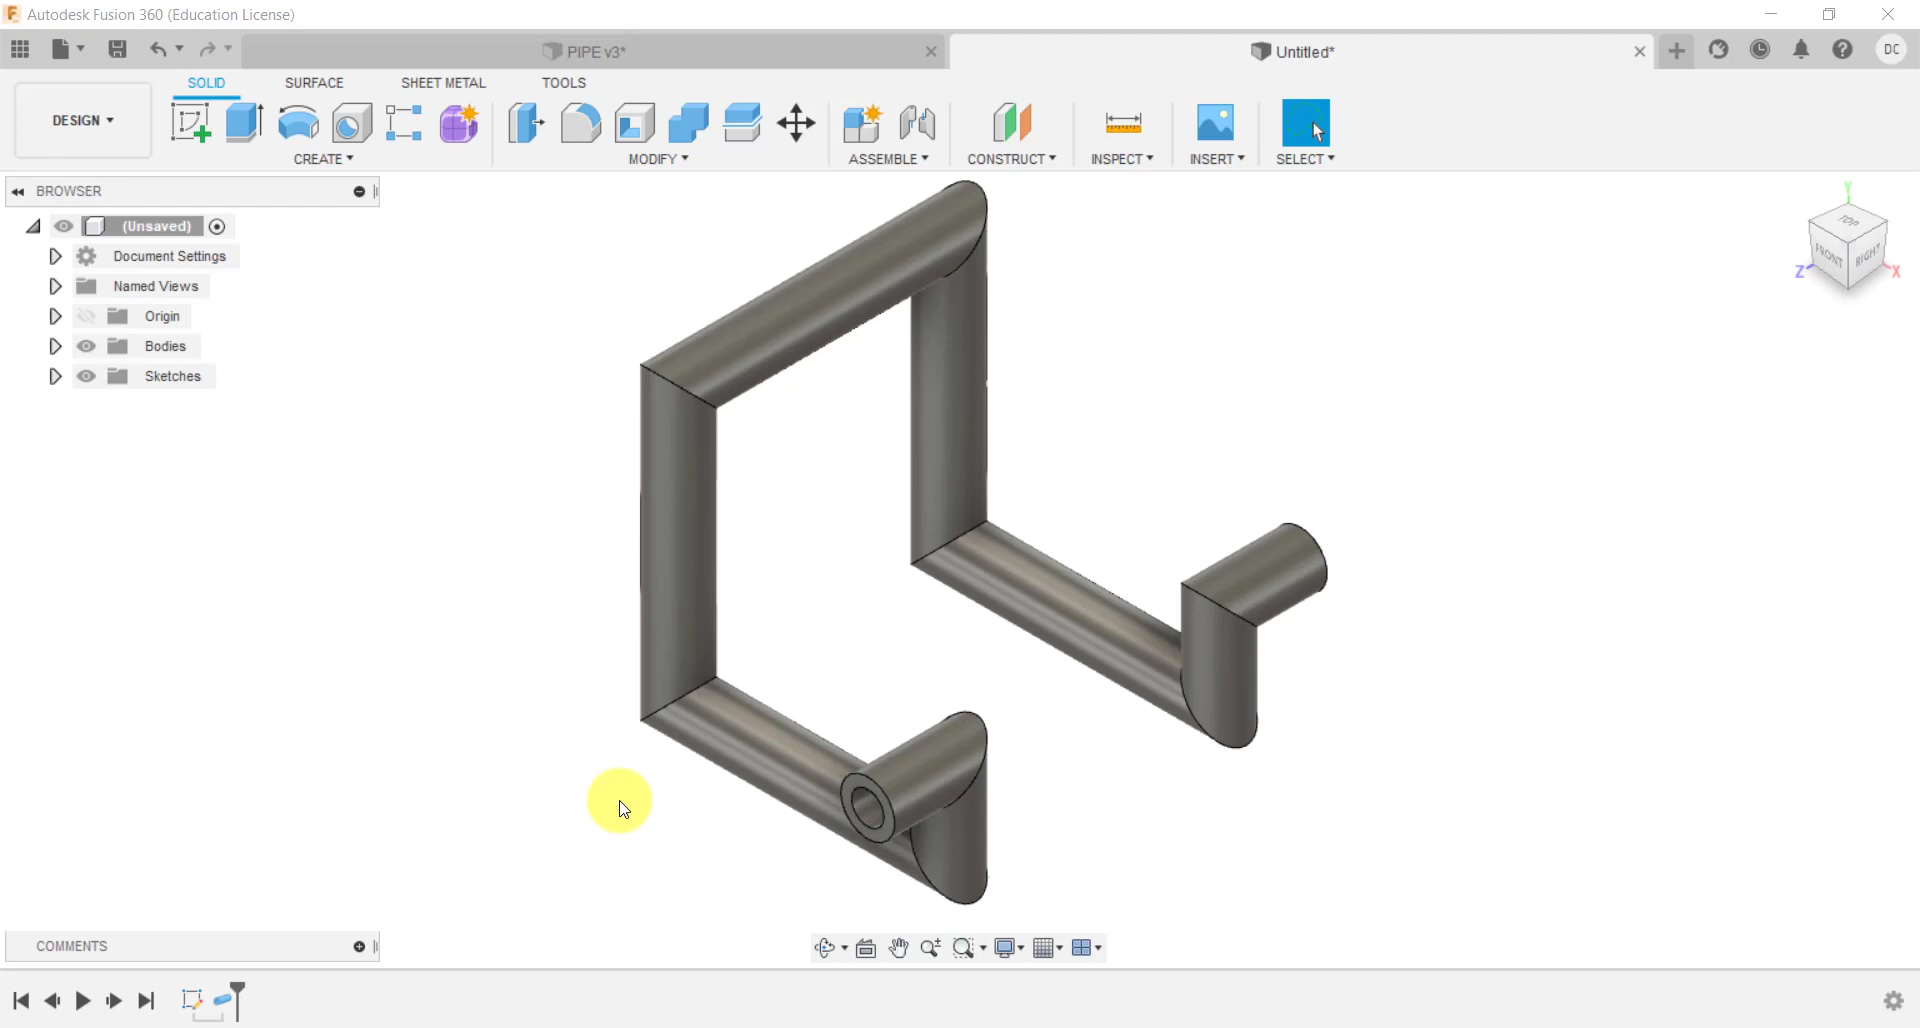 Autodesk Fusion 360 (Education License)
PIPE v3*
Untitled*
DC
SOLID
SURFACE
SHEET METAL
TOOLS
DESIGN
CREATE
MODIFY
ASSEMBLE
CONSTRUCT
INSPECT
INSERT
SELECT
BROWSER
(Unsaved)
Document Settings
Named Views
Origin
Bodies
Sketches
Y
TOP
FRONT
RIGHT
Z
X
COMMENTS